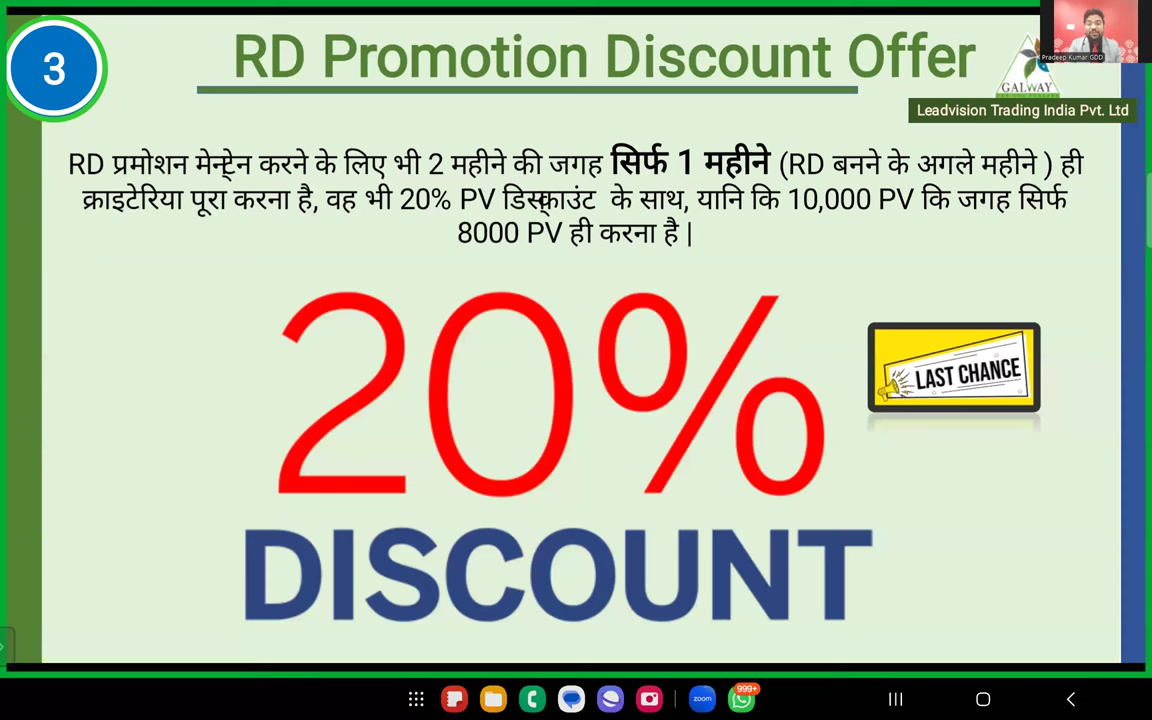 3
RD Promotion Discount Offer
Pradeep Kumar GDD
GALWAY
Leadvision Trading India Pvt. Ltd
RD प्रमोशन मेन्टेन करने के लिए भी 2 महीने की जगह सिर्फ 1 महीने (RD बनने के अगले महीने ) ही
क्राइटेरिया पूरा करना है, वह भी 20% PV डिस्काउंट के साथ, यानि कि 10,000 PV कि जगह सिर्फ
8000 PV ही करना है |
20%
LAST CHANCE
DISCOUNT
zoom
999+